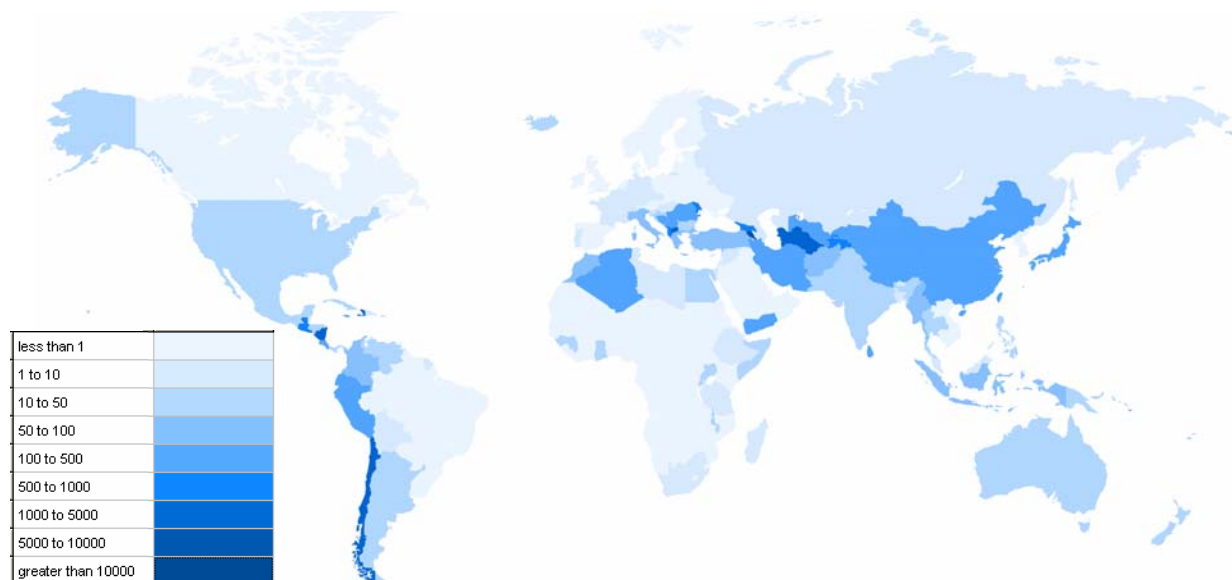 less than 1
1 to 10
10 to 50
50 to 100
100 to 500
500 to 1000
1000 to 5000
5000 to 10000
greater than 10000